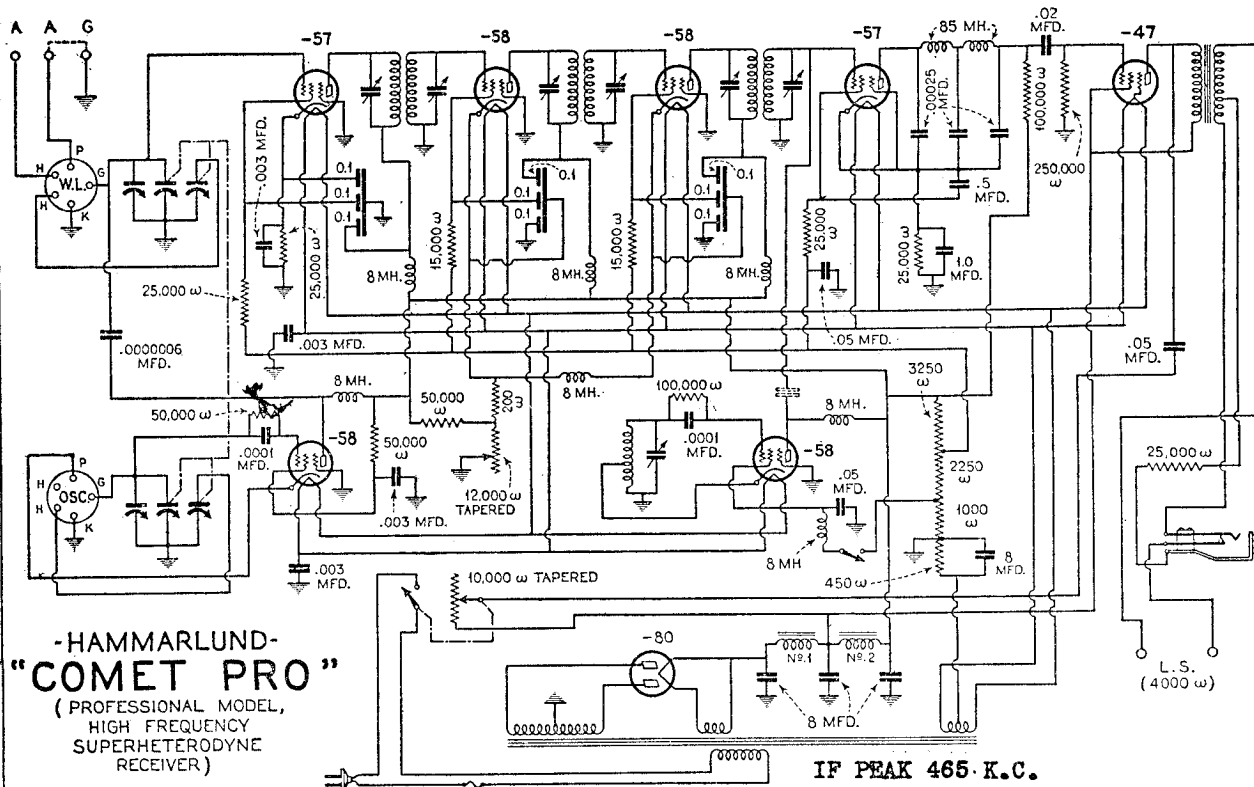 A A G
-57
-58
-58
-57
85 MH.
.02
MFD.
-47
P
H
W.L.
G
H
K
.003 MFD.
0.1
0.1
0.1
25,000 ω
15,000 ω
0.1
0.1
0.1
8 MH.
8 MH.
15,000 ω
0.1
0.1
0.1
8 MH.
.00025
MFD.
100,000 ω
250,000
ω
.5
MFD.
25,000
ω
25,000 ω
1.0
MFD.
25,000 ω
.0000006
MFD.
.003 MFD.
.05 MFD.
.05
MFD.
8 MH.
50,000 ω
.0001
MFD.
-58
50,000
ω
.003 MFD.
50,000
ω
200
ω
12,000 ω
TAPERED
8 MH.
100,000 ω
.0001
MFD.
8 MH.
-58
.05
MFD.
8 MH
3250
ω
2250
ω
1000
ω
450 ω
8
MFD.
25,000 ω
P
H
OSC
G
H
K
.003
MFD.
10,000 ω TAPERED
-80
Nº.1
Nº.2
8 MFD.
L.S.
(4000 ω)
-HAMMARLUND-
"COMET PRO"
(PROFESSIONAL MODEL,
HIGH FREQUENCY
SUPERHETERODYNE
RECEIVER)
IF PEAK 465 K.C.